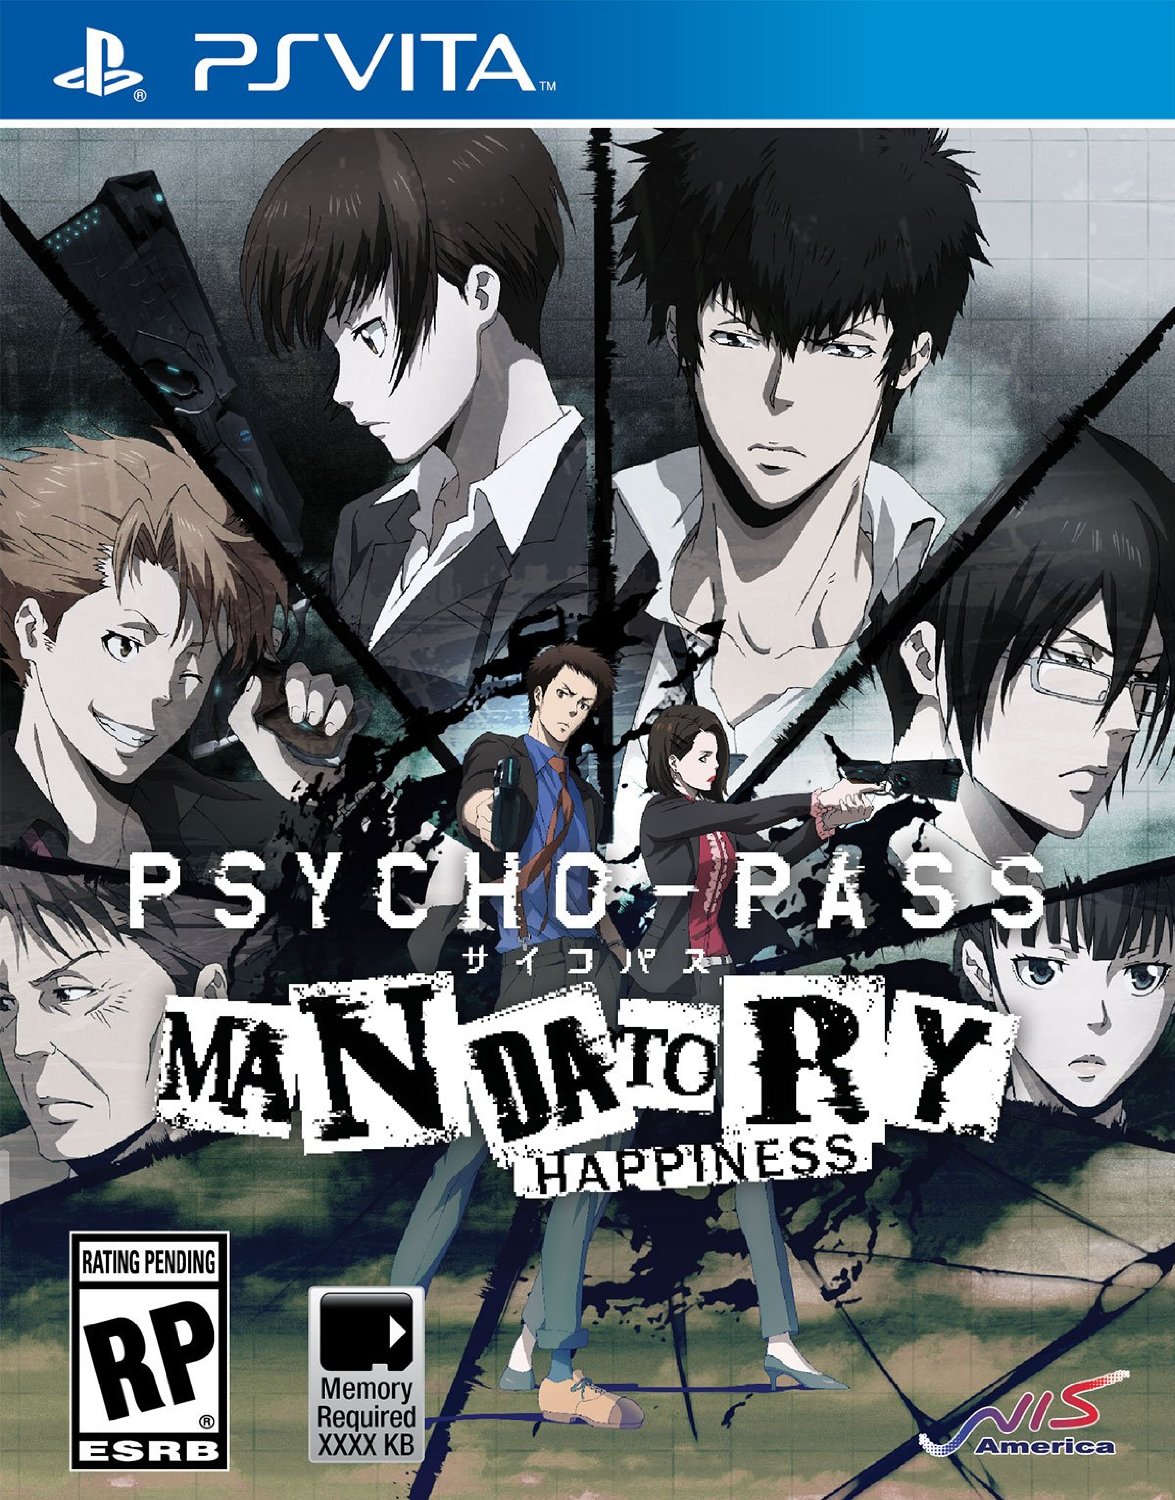 PSVITA™
PSYCHO-PASS
サイコパス
MANDATORY
HAPPINESS
RATING PENDING
RP
®
ESRB
Memory
Required
XXXX KB
NIS
America